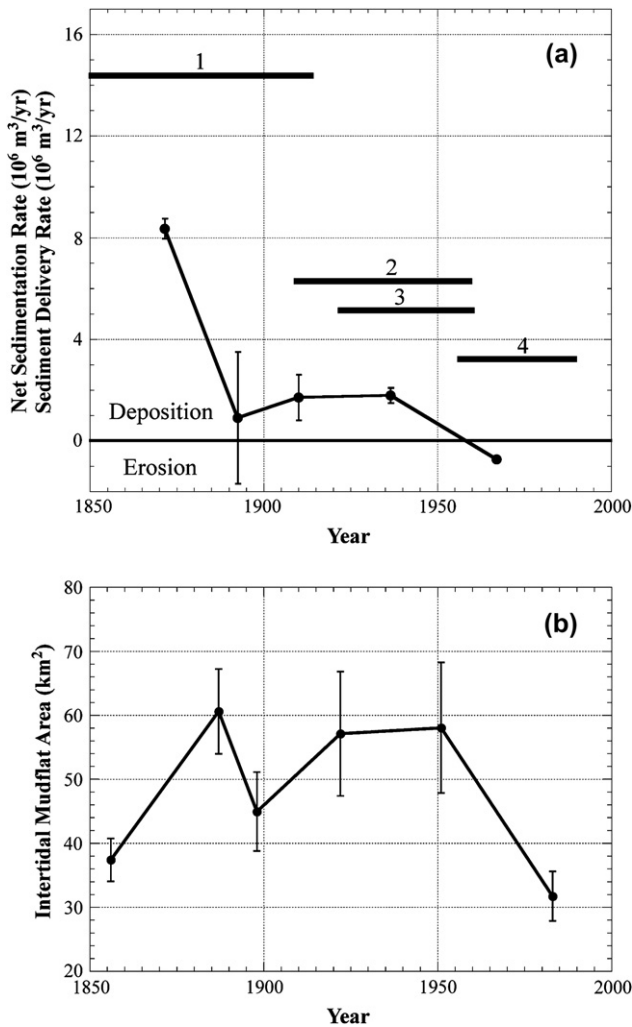 (a)
Net Sedimentation Rate (10⁶ m³/yr)
Sediment Delivery Rate (10⁶ m³/yr)
16
12
8
4
0
1
2
3
4
Deposition
Erosion
1850
1900
1950
2000
Year
(b)
Intertidal Mudflat Area (km²)
80
70
60
50
40
30
20
1850
1900
1950
2000
Year